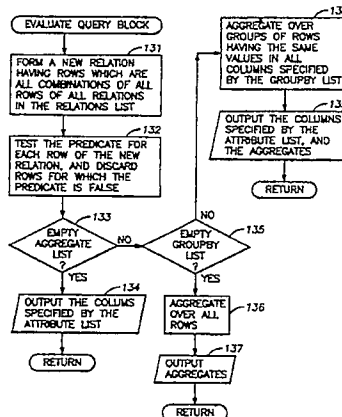 EVALUATE QUERY BLOCK
131
FORM A NEW RELATION
HAVING ROWS WHICH ARE
ALL COMBINATIONS OF ALL
ROWS OF ALL RELATIONS
IN THE RELATIONS LIST
132
TEST THE PREDICATE FOR
EACH ROW OF THE NEW
RELATION, AND DISCARD
ROWS FOR WHICH THE
PREDICATE IS FALSE
133
EMPTY
AGGREGATE
LIST
?
NO
YES
134
OUTPUT THE COLUMS
SPECIFIED BY THE
ATTRIBUTE LIST
RETURN
135
EMPTY
GROUPBY
LIST
?
NO
YES
136
AGGREGATE
OVER ALL
ROWS
137
OUTPUT
AGGREGATES
RETURN
13
AGGREGATE OVER
GROUPS OF ROWS
HAVING THE SAME
VALUES IN ALL
COLUMNS SPECIFIED
BY THE GROUPBY LIST
13
OUTPUT THE COLUMNS
SPECIFIED BY THE
ATTRIBUTE LIST, AND
THE AGGREGATES
RETURN